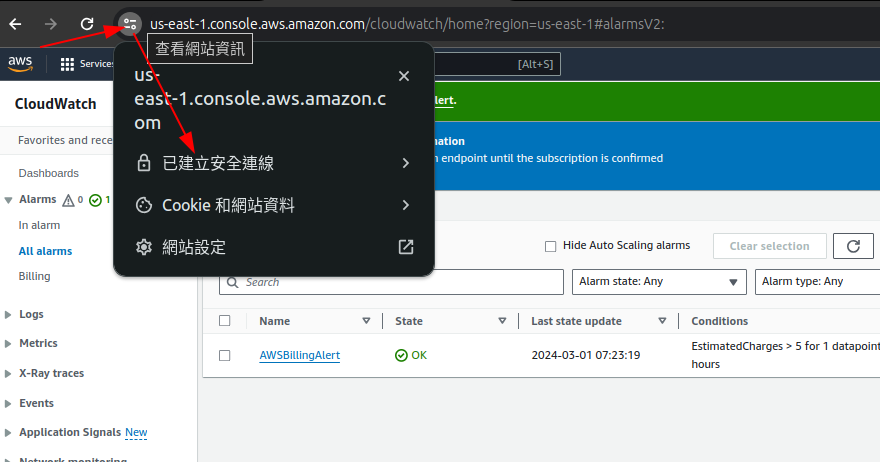 us-east-1.console.aws.amazon.com/cloudwatch/home?region=us-east-1#alarmsV2:
查看網站資訊
aws
Services
[Alt+S]
us-
east-1.console.aws.amazon.c
om
已建立安全連線
Cookie 和網站資料
網站設定
CloudWatch
Favorites and rece
Dashboards
Alarms 0 1
In alarm
All alarms
Billing
Logs
Metrics
X-Ray traces
Events
Application Signals New
Network monitoring
lert.
nation
n endpoint until the subscription is confirmed
Hide Auto Scaling alarms
Clear selection
Search
Alarm state: Any
Alarm type: Any
Name
State
Last state update
Conditions
AWSBillingAlert
OK
2024-03-01 07:23:19
EstimatedCharges > 5 for 1 datapoint
hours